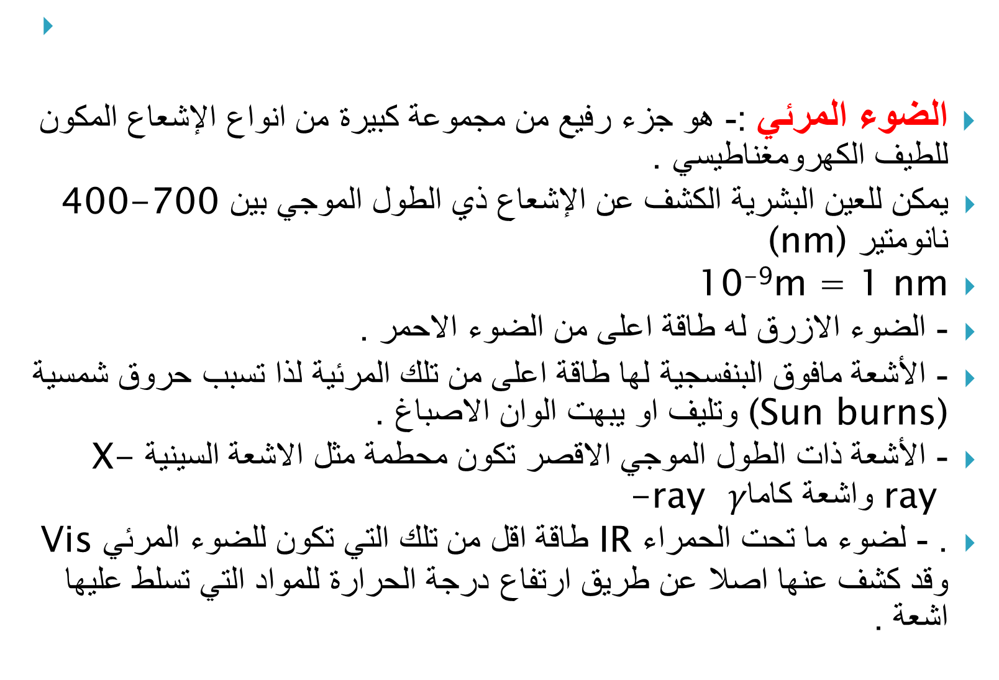 الضوء المرئي :- هو جزء رفيع من مجموعة كبيرة من انواع الإشعاع المكون
للطيف الكهرومغناطيسي .
يمكن للعين البشرية الكشف عن الإشعاع ذي الطول الموجي بين 700-400
نانومتير (nm)
10⁻⁹m = 1 nm
- الضوء الازرق له طاقة اعلى من الضوء الاحمر .
- الأشعة مافوق البنفسجية لها طاقة اعلى من تلك المرئية لذا تسبب حروق شمسية
(Sun burns) وتليف او يبهت الوان الاصباغ .
- الأشعة ذات الطول الموجي الاقصر تكون محطمة مثل الاشعة السينية X-
ray واشعة كاما γ ray-
. - لضوء ما تحت الحمراء IR طاقة اقل من تلك التي تكون للضوء المرئي Vis
وقد كشف عنها اصلا عن طريق ارتفاع درجة الحرارة للمواد التي تسلط عليها
اشعة .